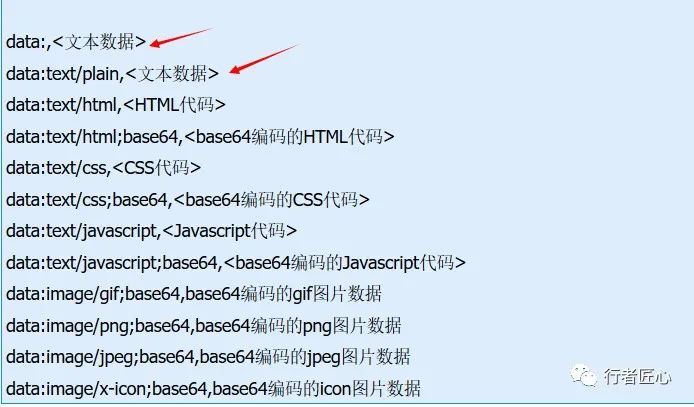 data:,<文本数据>
data:text/plain,<文本数据>
data:text/html,<HTML代码>
data:text/html;base64,<base64编码的HTML代码>
data:text/css,<CSS代码>
data:text/css;base64,<base64编码的CSS代码>
data:text/javascript,<Javascript代码>
data:text/javascript;base64,<base64编码的Javascript代码>
data:image/gif;base64,base64编码的gif图片数据
data:image/png;base64,base64编码的png图片数据
data:image/jpeg;base64,base64编码的jpeg图片数据
data:image/x-icon;base64,base64编码的icon图片数据
行者匠心